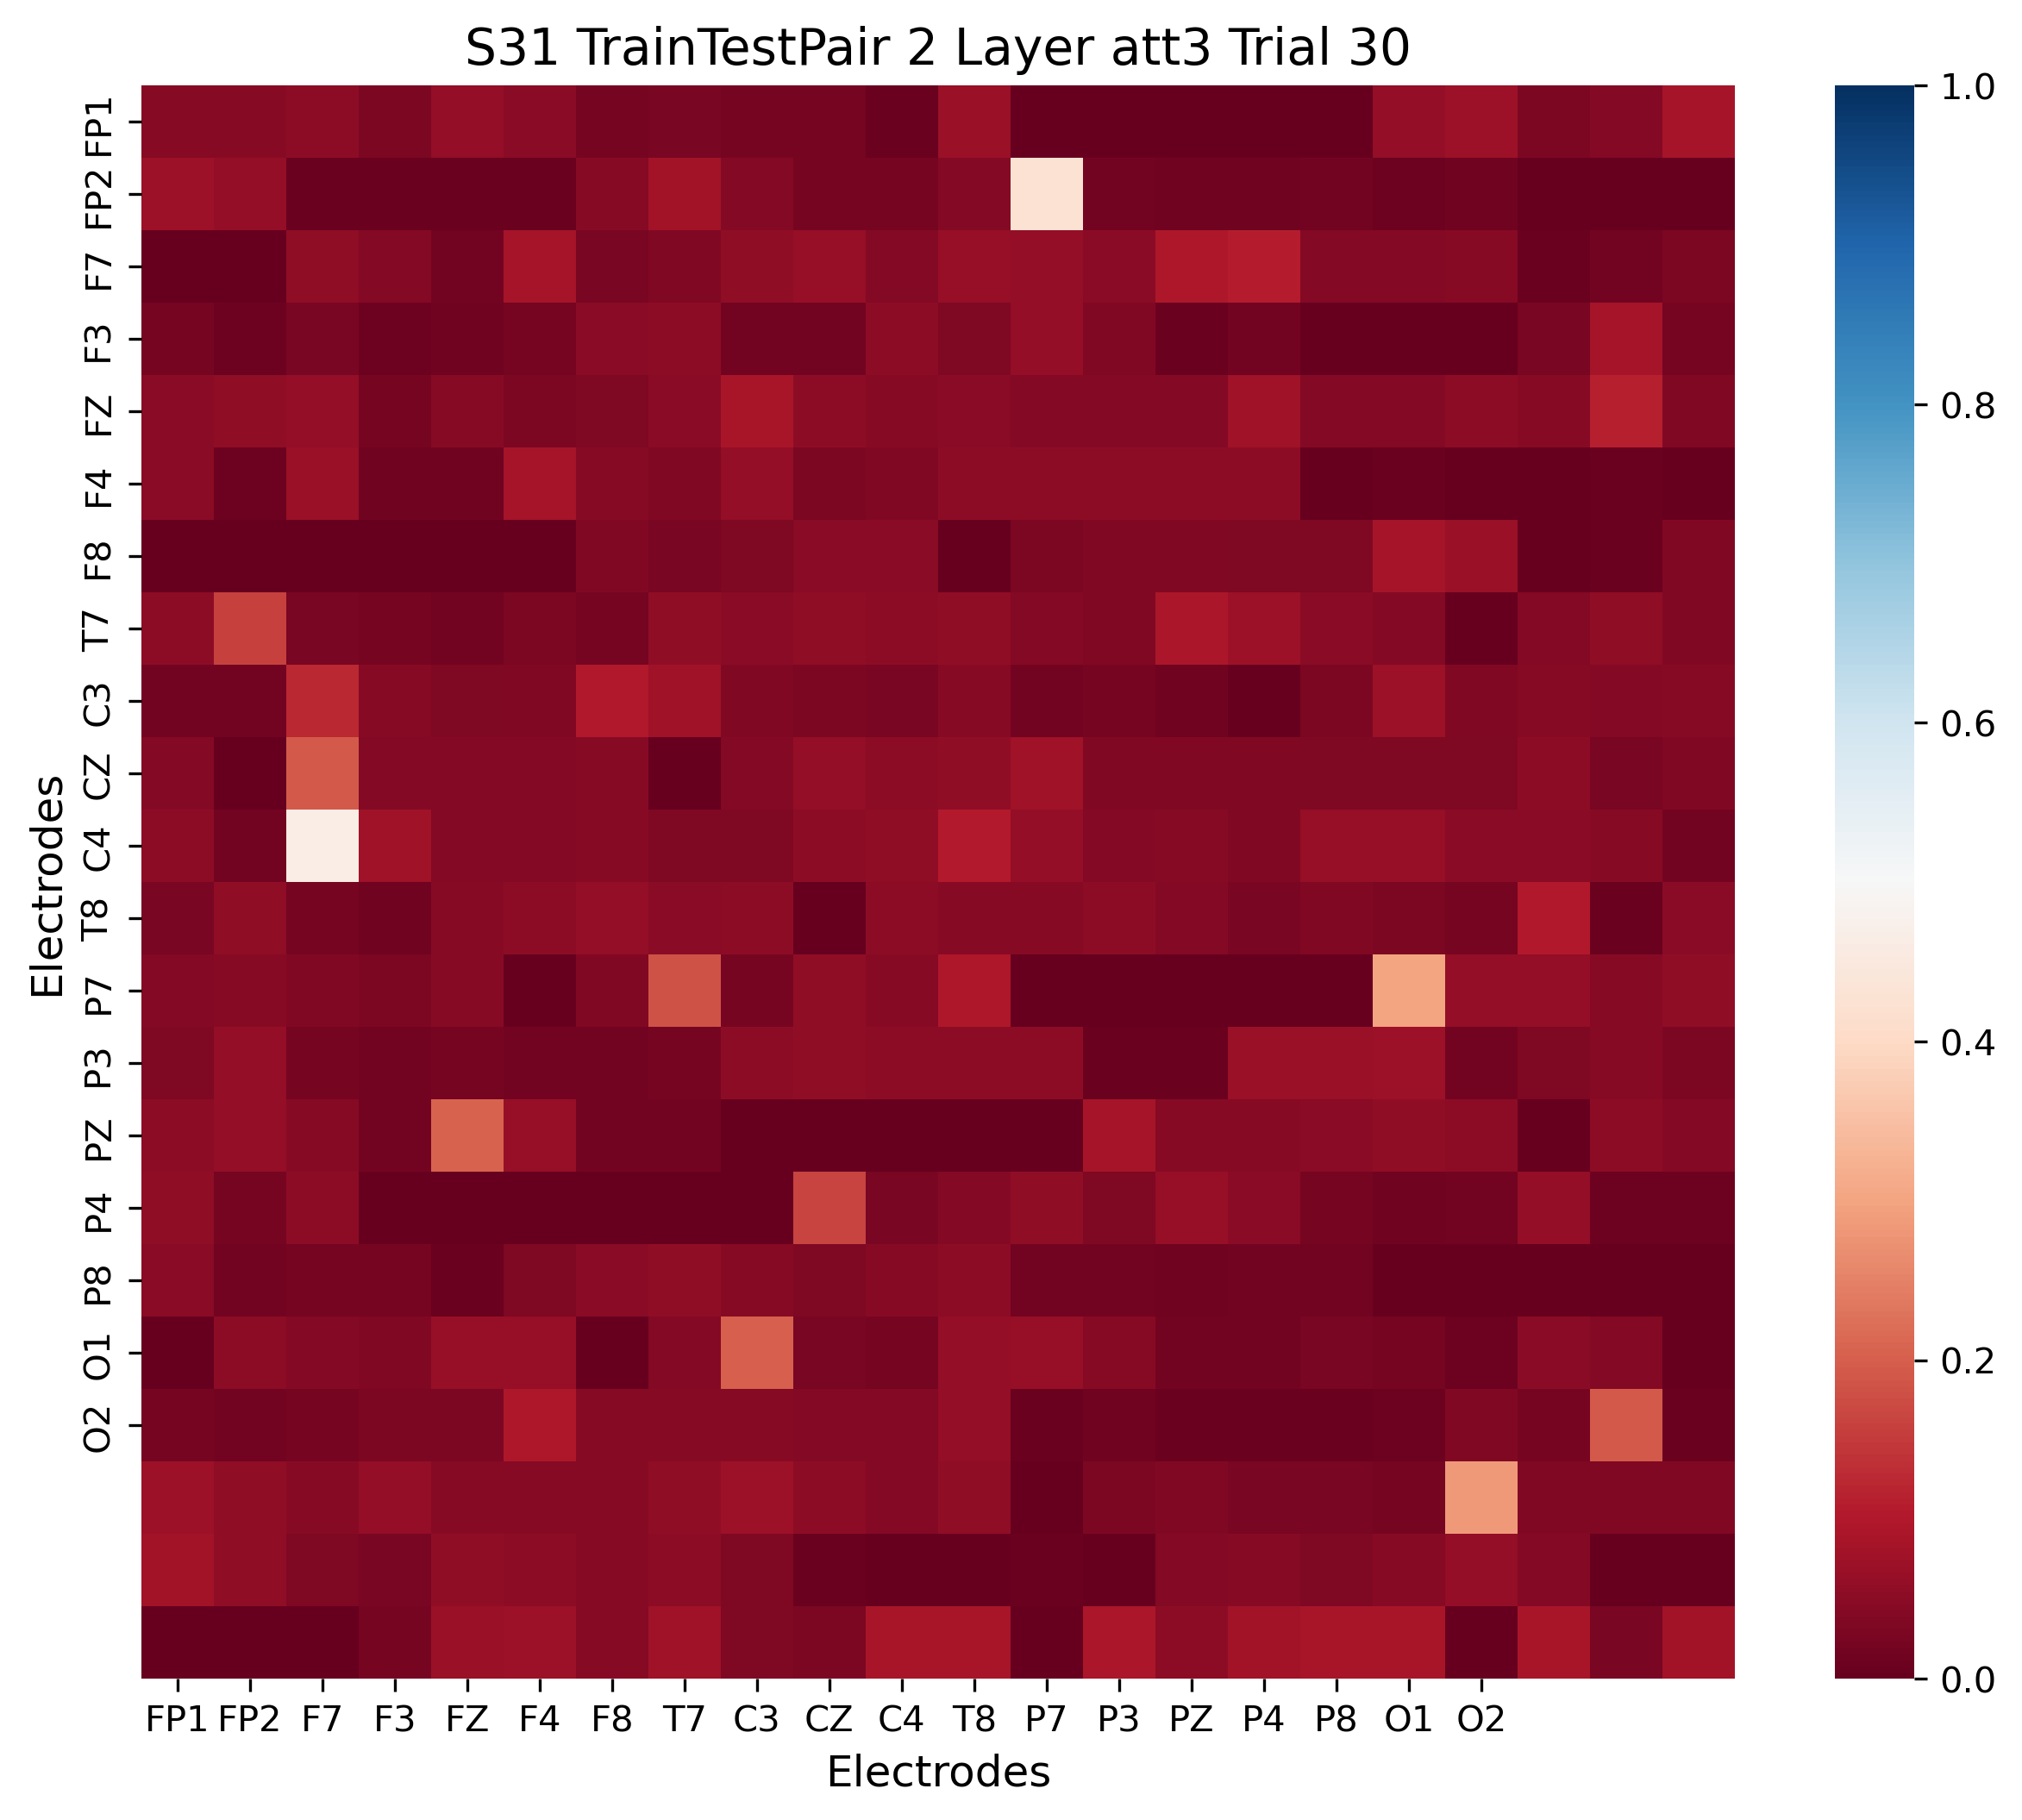 S31 TrainTestPair 2 Layer att3 Trial 30
Electrodes
FP1
FP2
F7
F3
FZ
F4
F8
T7
C3
CZ
C4
T8
P7
P3
PZ
P4
P8
O1
O2
FP1 FP2 F7 F3 FZ F4 F8 T7 C3 CZ C4 T8 P7 P3 PZ P4 P8 O1 O2
Electrodes
1.0
0.8
0.6
0.4
0.2
0.0